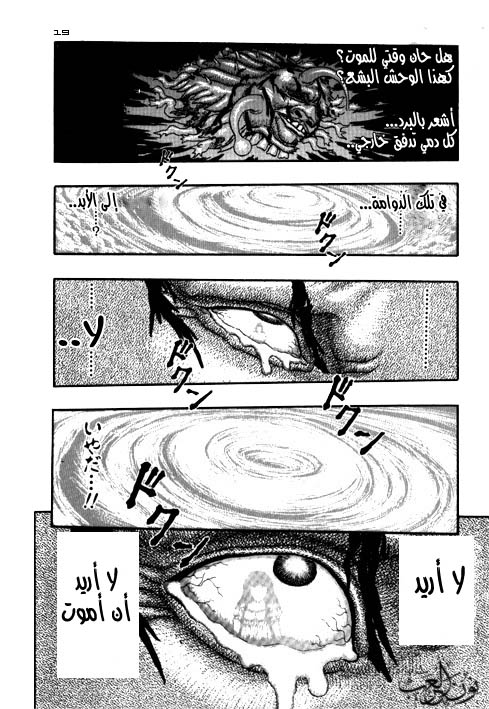 19
هل حان وقتي للموت؟
كهذا الوحش البشع؟
أشعر بالبرد...
كل دمي تدفق خارجي..
ドクン
في تلك الدوامة...
إلى الأبد..
؟
ドクン
لا..
ドクン
ドクン
いやだ…!!
ドクン
لا أريد
لا أريد
أن أموت